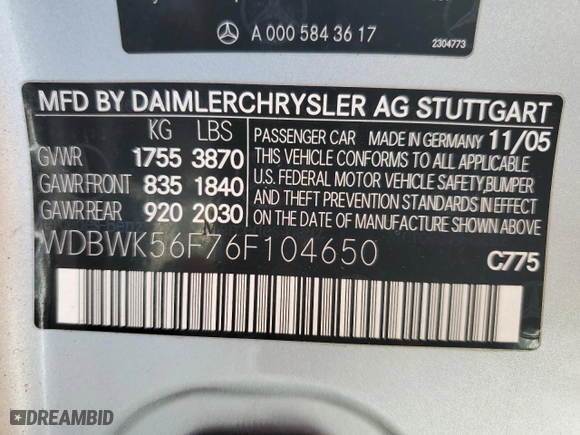 A 000 584 36 17
2304773
MFD BY DAIMLERCHRYSLER AG STUTTGART
KG LBS
GVWR 1755 3870
GAWR FRONT 835 1840
GAWR REAR 920 2030
PASSENGER CAR MADE IN GERMANY 11/05
THIS VEHICLE CONFORMS TO ALL APPLICABLE
U.S. FEDERAL MOTOR VEHICLE SAFETY, BUMPER
AND THEFT PREVENTION STANDARDS IN EFFECT
ON THE DATE OF MANUFACTURE SHOWN ABOVE
WDBWK56F76F104650
C775
DREAMBID